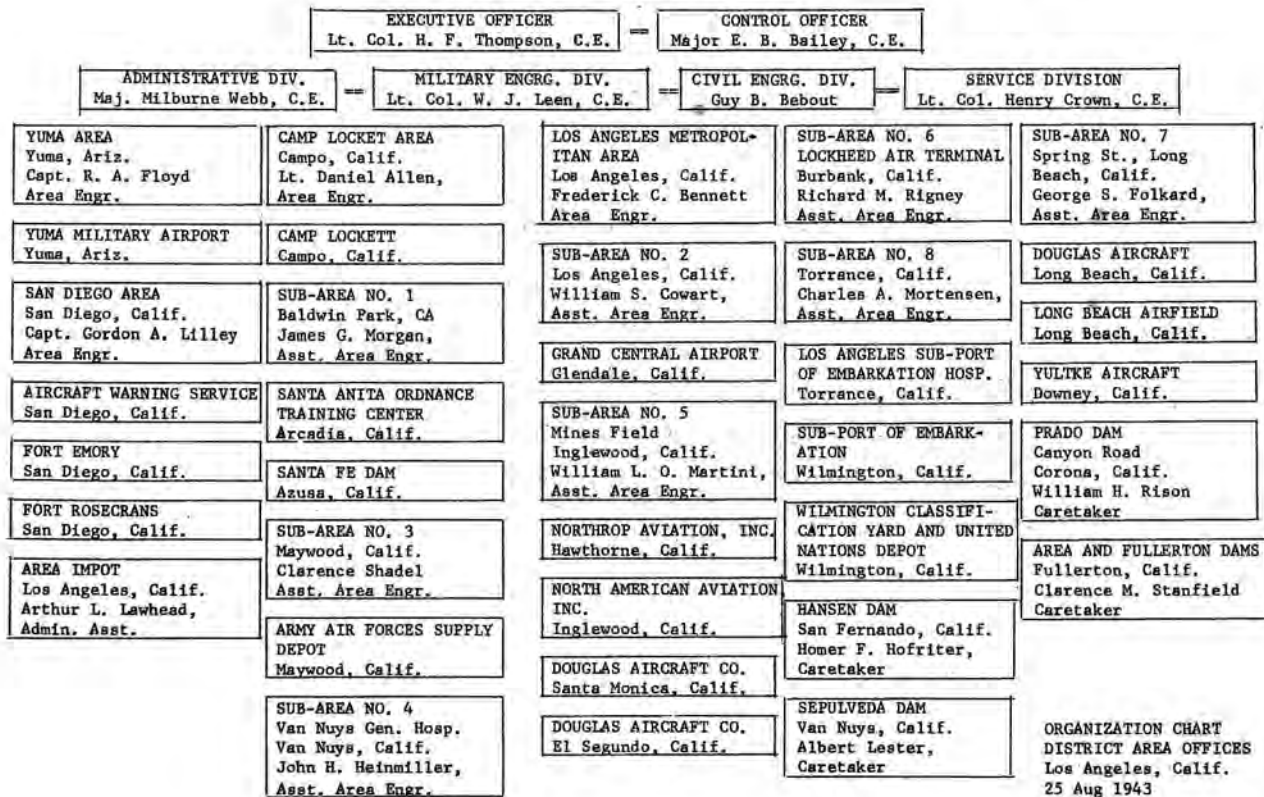 EXECUTIVE OFFICER
Lt. Col. H. F. Thompson, C.E.
CONTROL OFFICER
Major E. B. Bailey, C.E.
ADMINISTRATIVE DIV.
Maj. Milburne Webb, C.E.
MILITARY ENGRG. DIV.
Lt. Col. W. J. Leen, C.E.
CIVIL ENGRG. DIV.
Guy B. Bebout
SERVICE DIVISION
Lt. Col. Henry Crown, C.E.
YUMA AREA
Yuma, Ariz.
Capt. R. A. Floyd
Area Engr.
YUMA MILITARY AIRPORT
Yuma, Ariz.
SAN DIEGO AREA
San Diego, Calif.
Capt. Gordon A. Lilley
Area Engr.
AIRCRAFT WARNING SERVICE
San Diego, Calif.
FORT EMORY
San Diego, Calif.
FORT ROSECRANS
San Diego, Calif.
AREA IMPOT
Los Angeles, Calif.
Arthur L. Lawhead,
Admin. Asst.
CAMP LOCKET AREA
Campo, Calif.
Lt. Daniel Allen,
Area Engr.
CAMP LOCKETT
Campo, Calif.
SUB-AREA NO. 1
Baldwin Park, CA
James G. Morgan,
Asst. Area Engr.
SANTA ANITA ORDNANCE
TRAINING CENTER
Arcadia, Calif.
SANTA FE DAM
Azusa, Calif.
SUB-AREA NO. 3
Maywood, Calif.
Clarence Shadel
Asst. Area Engr.
ARMY AIR FORCES SUPPLY
DEPOT
Maywood, Calif.
SUB-AREA NO. 4
Van Nuys Gen. Hosp.
Van Nuys, Calif.
John H. Heinmiller,
Asst. Area Engr.
LOS ANGELES METROPOL-
ITAN AREA
Los Angeles, Calif.
Frederick C. Bennett
Area Engr.
SUB-AREA NO. 2
Los Angeles, Calif.
William S. Cowart,
Asst. Area Engr.
GRAND CENTRAL AIRPORT
Glendale, Calif.
SUB-AREA NO. 5
Mines Field
Inglewood, Calif.
William L. O. Martini,
Asst. Area Engr.
NORTHROP AVIATION, INC.
Hawthorne, Calif.
NORTH AMERICAN AVIATION
INC.
Inglewood, Calif.
DOUGLAS AIRCRAFT CO.
Santa Monica, Calif.
DOUGLAS AIRCRAFT CO.
El Segundo, Calif.
SUB-AREA NO. 6
LOCKHEED AIR TERMINAL
Burbank, Calif.
Richard M. Rigney
Asst. Area Engr.
SUB-AREA NO. 8
Torrance, Calif.
Charles A. Mortensen,
Asst. Area Engr.
LOS ANGELES SUB-PORT
OF EMBARKATION HOSP.
Torrance, Calif.
SUB-PORT OF EMBARK-
ATION
Wilmington, Calif.
WILMINGTON CLASSIFI-
CATION YARD AND UNITED
NATIONS DEPOT
Wilmington, Calif.
HANSEN DAM
San Fernando, Calif.
Homer F. Hofriter,
Caretaker
SEPULVEDA DAM
Van Nuys, Calif.
Albert Lester,
Caretaker
SUB-AREA NO. 7
Spring St., Long
Beach, Calif.
George S. Folkard,
Asst. Area Engr.
DOUGLAS AIRCRAFT
Long Beach, Calif.
LONG BEACH AIRFIELD
Long Beach, Calif.
YULTKE AIRCRAFT
Downey, Calif.
PRADO DAM
Canyon Road
Corona, Calif.
William H. Rison
Caretaker
AREA AND FULLERTON DAMS
Fullerton, Calif.
Clarence M. Stanfield
Caretaker
ORGANIZATION CHART
DISTRICT AREA OFFICES
Los Angeles, Calif.
25 Aug 1943